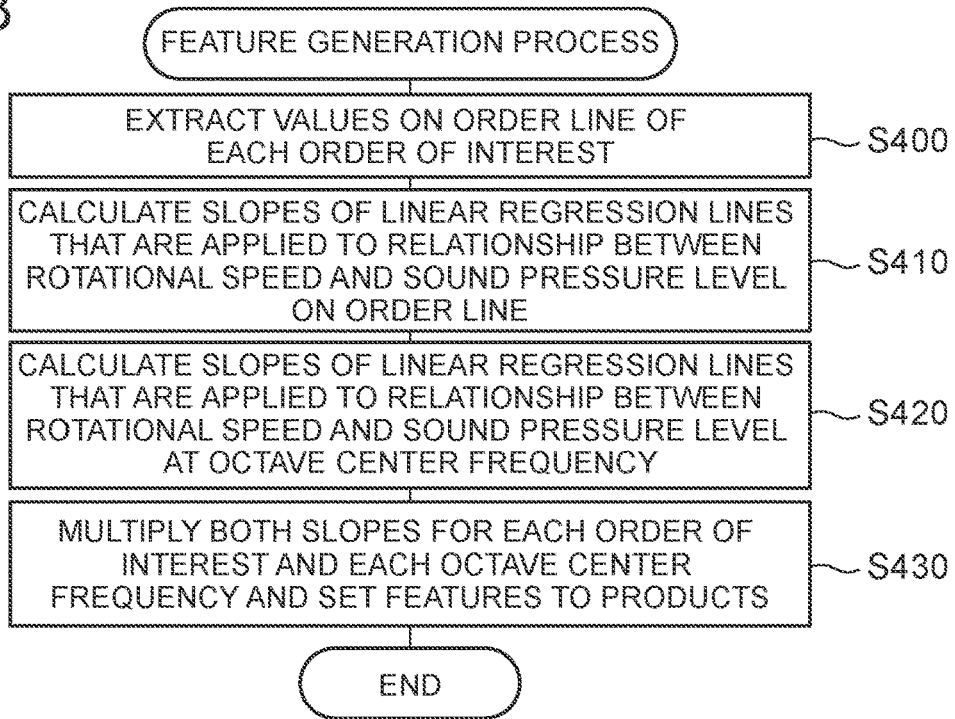 FEATURE GENERATION PROCESS
EXTRACT VALUES ON ORDER LINE OF
EACH ORDER OF INTEREST
S400
CALCULATE SLOPES OF LINEAR REGRESSION LINES
THAT ARE APPLIED TO RELATIONSHIP BETWEEN
ROTATIONAL SPEED AND SOUND PRESSURE LEVEL
ON ORDER LINE
S410
CALCULATE SLOPES OF LINEAR REGRESSION LINES
THAT ARE APPLIED TO RELATIONSHIP BETWEEN
ROTATIONAL SPEED AND SOUND PRESSURE LEVEL
AT OCTAVE CENTER FREQUENCY
S420
MULTIPLY BOTH SLOPES FOR EACH ORDER OF
INTEREST AND EACH OCTAVE CENTER
FREQUENCY AND SET FEATURES TO PRODUCTS
S430
END